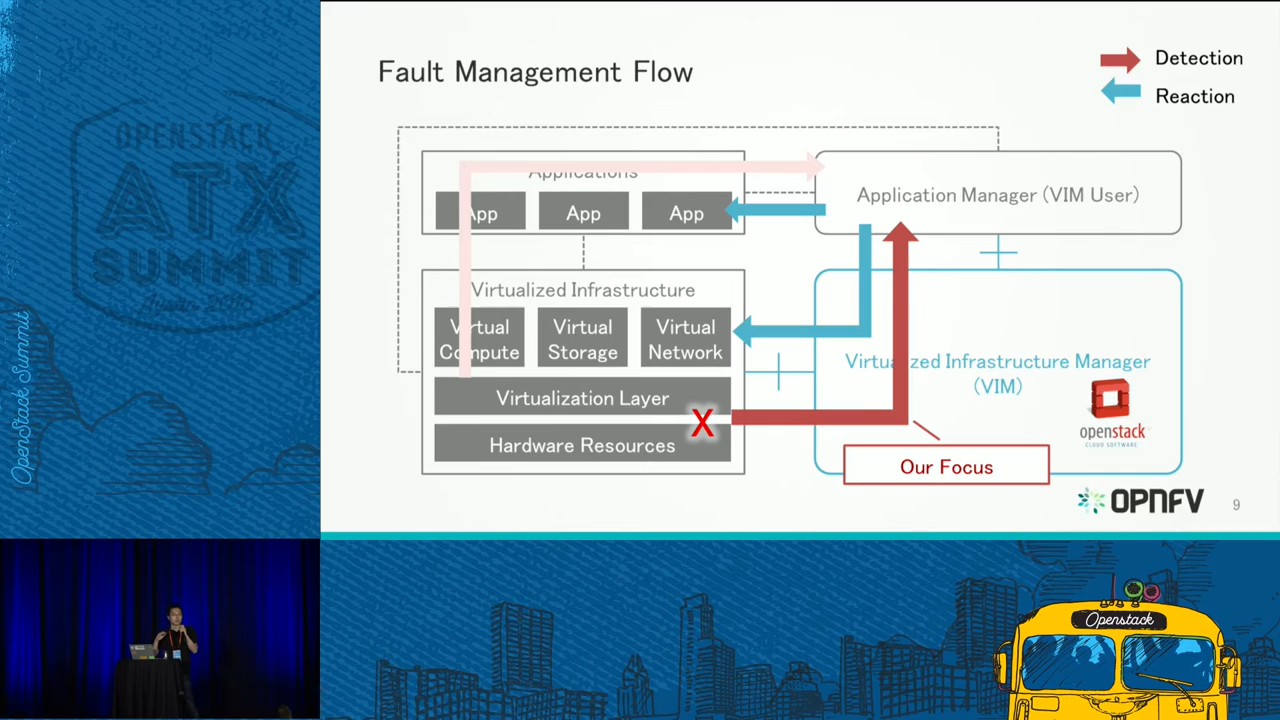 OPENSTACK
ATX
SUMMIT
Austin 2016
OpenStack Summit
Fault Management Flow
Detection
Reaction
Applications
App
App
App
Application Manager (VIM User)
Virtualized Infrastructure
Virtual
Compute
Virtual
Storage
Virtual
Network
Virtualization Layer
X
Hardware Resources
Virtualized Infrastructure Manager
(VIM)
openstack
CLOUD SOFTWARE
Our Focus
OPNFV
9
Openstack